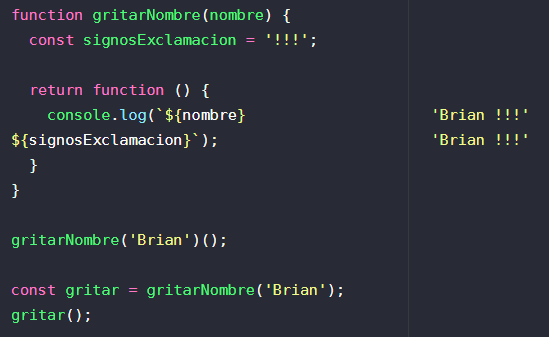 function gritarNombre(nombre) {
  const signosExclamacion = '!!!';

  return function () {
    console.log(`${nombre}
${signosExclamacion}`);
  }
}

gritarNombre('Brian')();

const gritar = gritarNombre('Brian');
gritar();
'Brian !!!'
'Brian !!!'